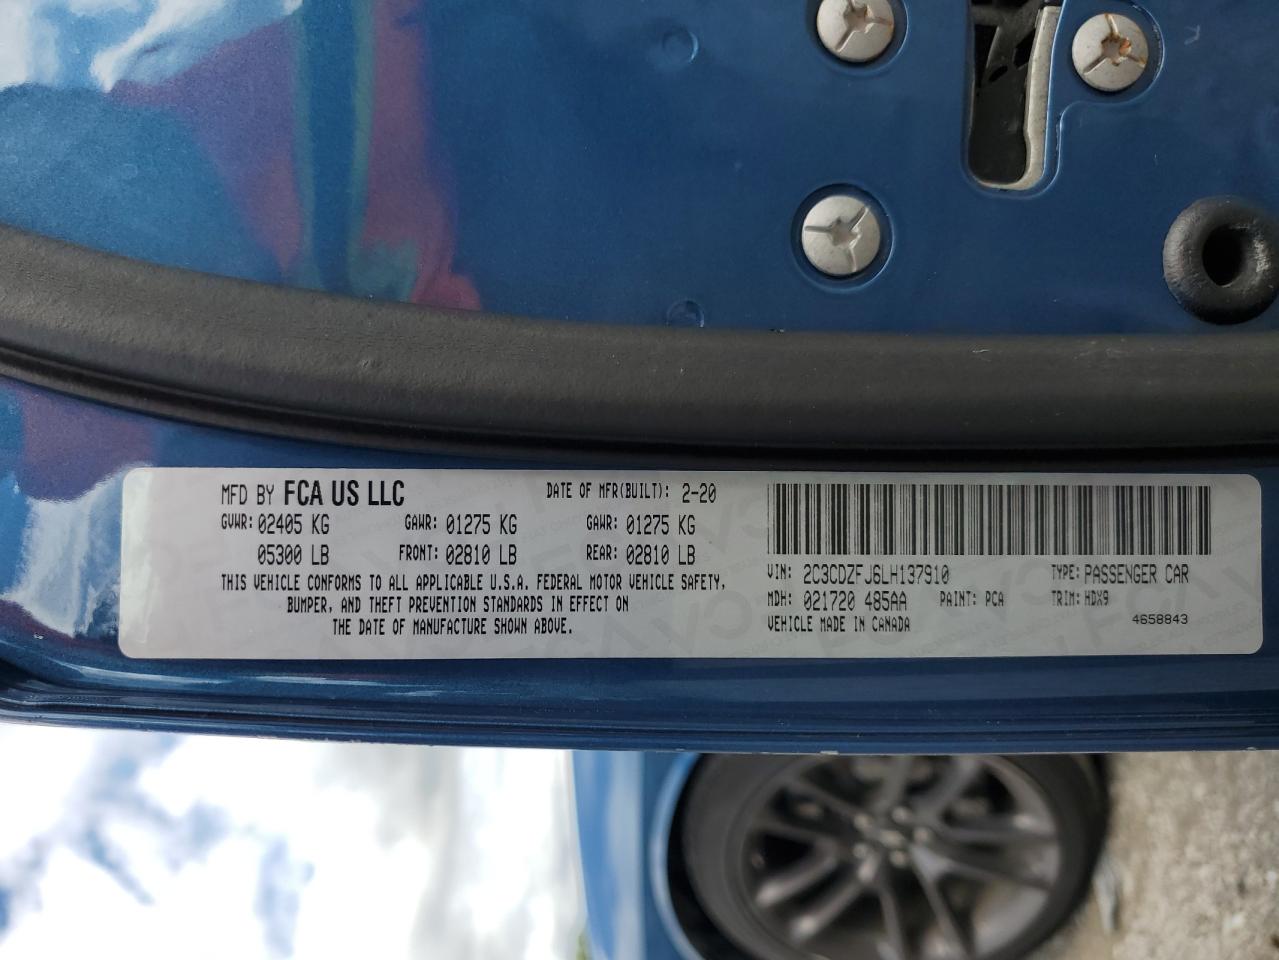 MFD BY FCA US LLC DATE OF MFR(BUILT): 2-20
GVWR: 02405 KG GAWR: 01275 KG GAWR: 01275 KG
05300 LB FRONT: 02810 LB REAR: 02810 LB
THIS VEHICLE CONFORMS TO ALL APPLICABLE U.S.A. FEDERAL MOTOR VEHICLE SAFETY,
BUMPER, AND THEFT PREVENTION STANDARDS IN EFFECT ON
THE DATE OF MANUFACTURE SHOWN ABOVE.
VIN: 2C3CDZFJ6LH137910 TYPE: PASSENGER CAR
MDH: 021720 485AA PAINT: PCA TRIM: HDX9
VEHICLE MADE IN CANADA 4658843